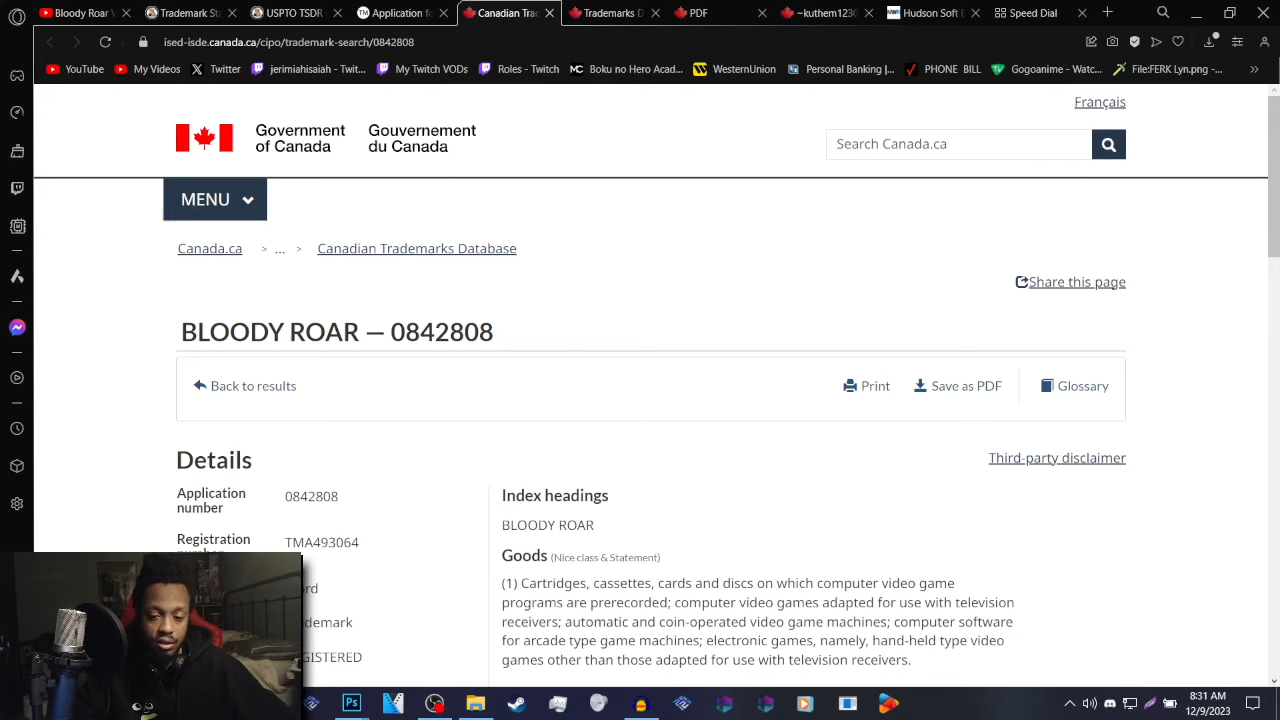 Bloody Roar V
Tomonobu
USPTO TSDR
Application fo
Canadian Trade
Trademarks D
PDF
~kuthem1230
Hudson Soft
Speed Dial
ised-isde.canada.ca/cipo/trademark-search/0842808
YouTube
My Videos
Twitter
jerimiahisaiah - Twit...
My Twitch VODs
Roles - Twitch
Boku no Hero Acad...
WesternUnion
Personal Banking |...
PHONE BILL
Gogoanime - Watc...
File:FERK Lyn.png -...
Français
Government of Canada
Gouvernement du Canada
Search Canada.ca
MENU
Canada.ca > ... > Canadian Trademarks Database
Share this page
BLOODY ROAR — 0842808
Back to results
Print
Save as PDF
Glossary
Details
Third-party disclaimer
Application number
0842808
Registration
TMA493064
Index headings
BLOODY ROAR
Goods (Nice class & Statement)
(1) Cartridges, cassettes, cards and discs on which computer video game
programs are prerecorded; computer video games adapted for use with television
receivers; automatic and coin-operated video game machines; computer software
for arcade type game machines; electronic games, namely, hand-held type video
games other than those adapted for use with television receivers.
ord
demark
GISTERED
8:31 AM
12/9/2023